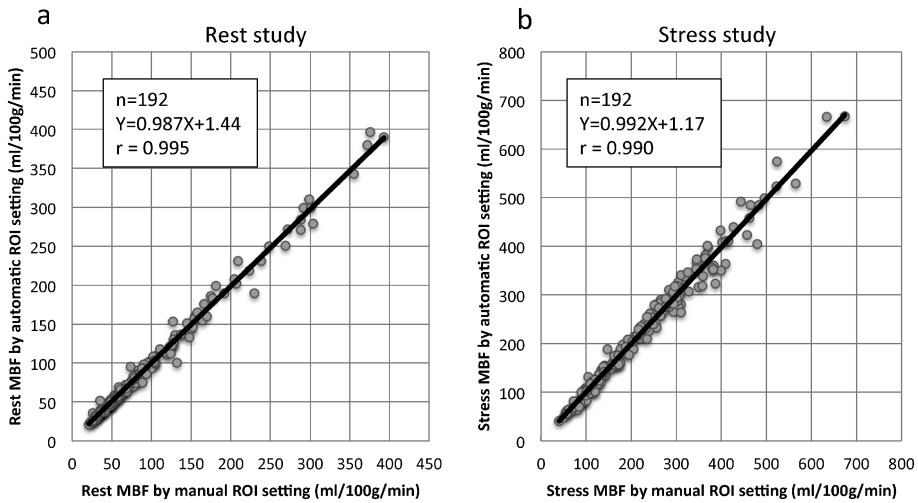 a
Rest study
n=192
Y=0.987X+1.44
r = 0.995
Rest MBF by automatic ROI setting (ml/100g/min)
500
450
400
350
300
250
200
150
100
50
0
0 50 100 150 200 250 300 350 400 450
Rest MBF by manual ROI setting (ml/100g/min)
b
Stress study
n=192
Y=0.992X+1.17
r = 0.990
Stress MBF by automatic ROI setting (ml/100g/min)
800
700
600
500
400
300
200
100
0
0 100 200 300 400 500 600 700 800
Stress MBF by manual ROI setting (ml/100g/min)